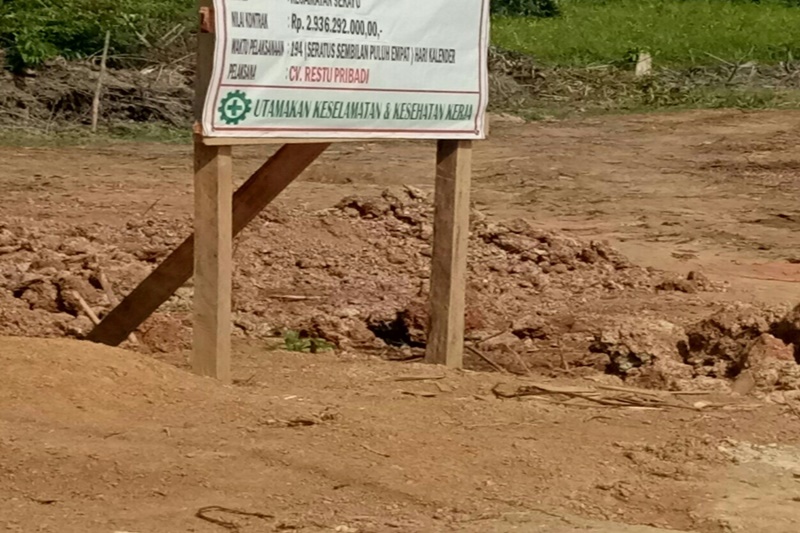 KECAMATAN
NILAI KONTRAK : Rp. 2.936.292.000,00,-
WAKTU PELAKSANAAN : 194 (SERATUS SEMBILAN PULUH EMPAT) HARI KALENDER
PELAKSANA : CV. RESTU PRIBADI
UTAMAKAN KESELAMATAN & KESEHATAN KERJA